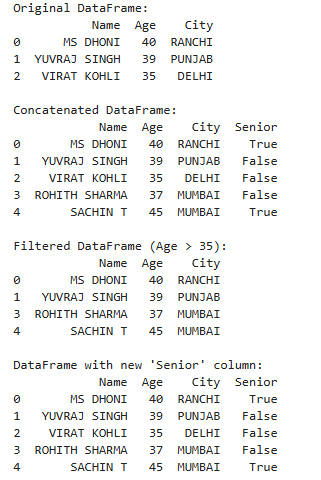 Original DataFrame:
           Name  Age    City
0      MS DHONI   40  RANCHI
1  YUVRAJ SINGH   39  PUNJAB
2   VIRAT KOHLI   35   DELHI

Concatenated DataFrame:
            Name  Age    City  Senior
0       MS DHONI   40  RANCHI    True
1   YUVRAJ SINGH   39  PUNJAB   False
2    VIRAT KOHLI   35   DELHI   False
3  ROHITH SHARMA   37  MUMBAI   False
4       SACHIN T   45  MUMBAI    True

Filtered DataFrame (Age > 35):
            Name  Age    City
0       MS DHONI   40  RANCHI
1   YUVRAJ SINGH   39  PUNJAB
3  ROHITH SHARMA   37  MUMBAI
4       SACHIN T   45  MUMBAI

DataFrame with new 'Senior' column:
            Name  Age    City  Senior
0       MS DHONI   40  RANCHI    True
1   YUVRAJ SINGH   39  PUNJAB   False
2    VIRAT KOHLI   35   DELHI   False
3  ROHITH SHARMA   37  MUMBAI   False
4       SACHIN T   45  MUMBAI    True